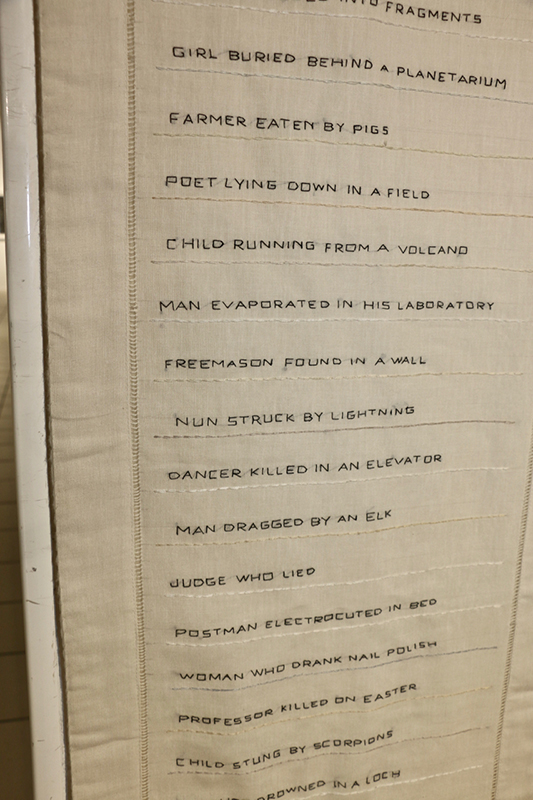 INTO FRAGMENTS
GIRL BURIED BEHIND A PLANETARIUM
FARMER EATEN BY PIGS
POET LYING DOWN IN A FIELD
CHILD RUNNING FROM A VOLCANO
MAN EVAPORATED IN HIS LABORATORY
FREEMASON FOUND IN A WALL
NUN STRUCK BY LIGHTNING
DANCER KILLED IN AN ELEVATOR
MAN DRAGGED BY AN ELK
JUDGE WHO LIED
POSTMAN ELECTROCUTED IN BED
WOMAN WHO DRANK NAIL POLISH
PROFESSOR KILLED ON EASTER
CHILD STUNG BY SCORPIONS
DROWNED IN A LOCH